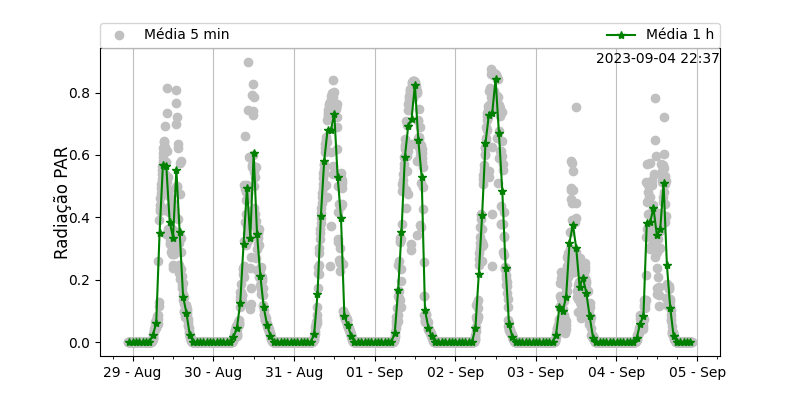 Média 5 min
Média 1 h
2023-09-04 22:37
Radiação PAR
0.8
0.6
0.4
0.2
0.0
29 - Aug
30 - Aug
31 - Aug
01 - Sep
02 - Sep
03 - Sep
04 - Sep
05 - Sep